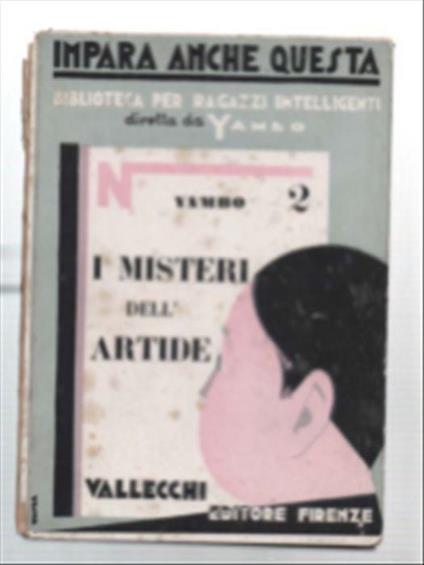 IMPARA ANCHE QUESTA
BIBLIOTECA PER RAGAZZI INTELLIGENTI
diretta da YAMBO
N
YAMBO 2
I MISTERI
DELL'
ARTIDE
VALLECCHI
EDITORE FIRENZE